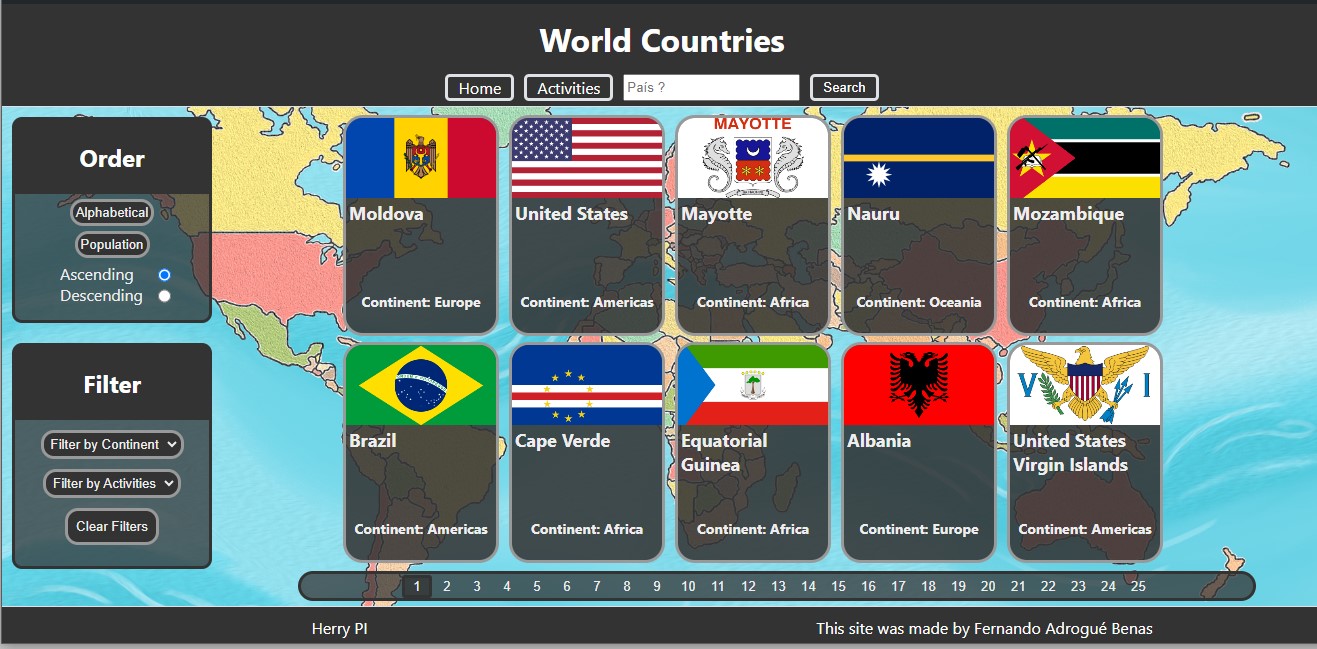 World Countries
Home Activities País ? Search
Order
Alphabetical
Population
Ascending
Descending
Filter
Filter by Continent
Filter by Activities
Clear Filters
MAYOTTE
Moldova United States Mayotte Nauru Mozambique
Continent: Europe Continent: Americas Continent: Africa Continent: Oceania Continent: Africa
V I
Brazil Cape Verde Equatorial Guinea Albania United States Virgin Islands
Continent: Americas Continent: Africa Continent: Africa Continent: Europe Continent: Americas
1 2 3 4 5 6 7 8 9 10 11 12 13 14 15 16 17 18 19 20 21 22 23 24 25
Herry PI This site was made by Fernando Adrogué Benas